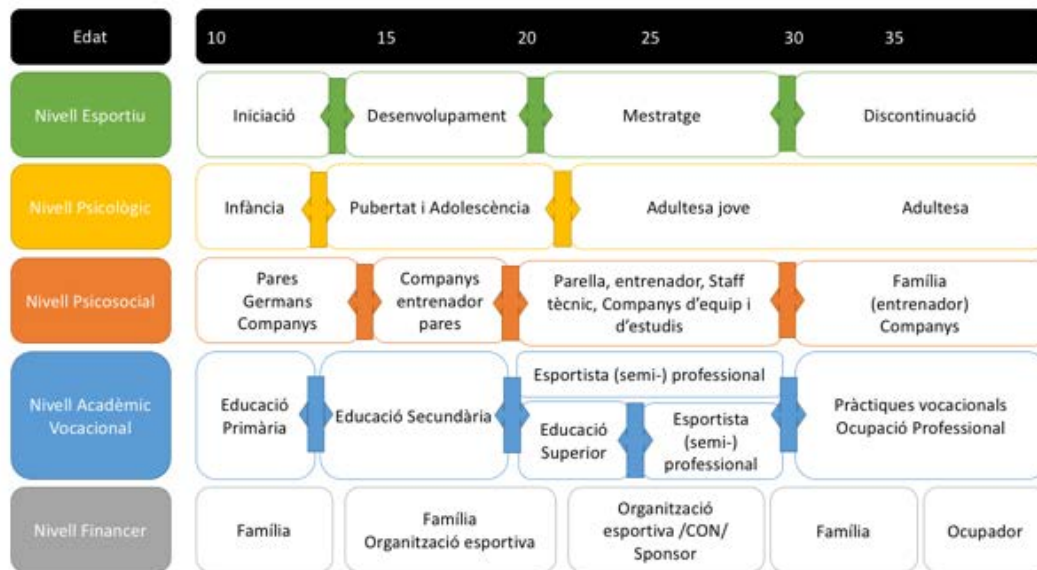 Edat
10 15 20 25 30 35
Nivell Esportiu
Iniciació
Desenvolupament
Mestratge
Discontinuació
Nivell Psicològic
Infància
Pubertat i Adolescència
Adultesa jove
Adultesa
Nivell Psicosocial
Pares
Germans
Companys
Companys
entrenador
pares
Parella, entrenador, Staff
tècnic, Companys d'equip i
d'estudis
Família
(entrenador)
Companys
Nivell Acadèmic
Vocacional
Educació
Primària
Educació Secundària
Esportista (semi-) professional
Educació
Superior
Esportista
(semi-)
professional
Pràctiques vocacionals
Ocupació Professional
Nivell Financer
Família
Família
Organització esportiva
Organització
esportiva /CON/
Sponsor
Família
Ocupador